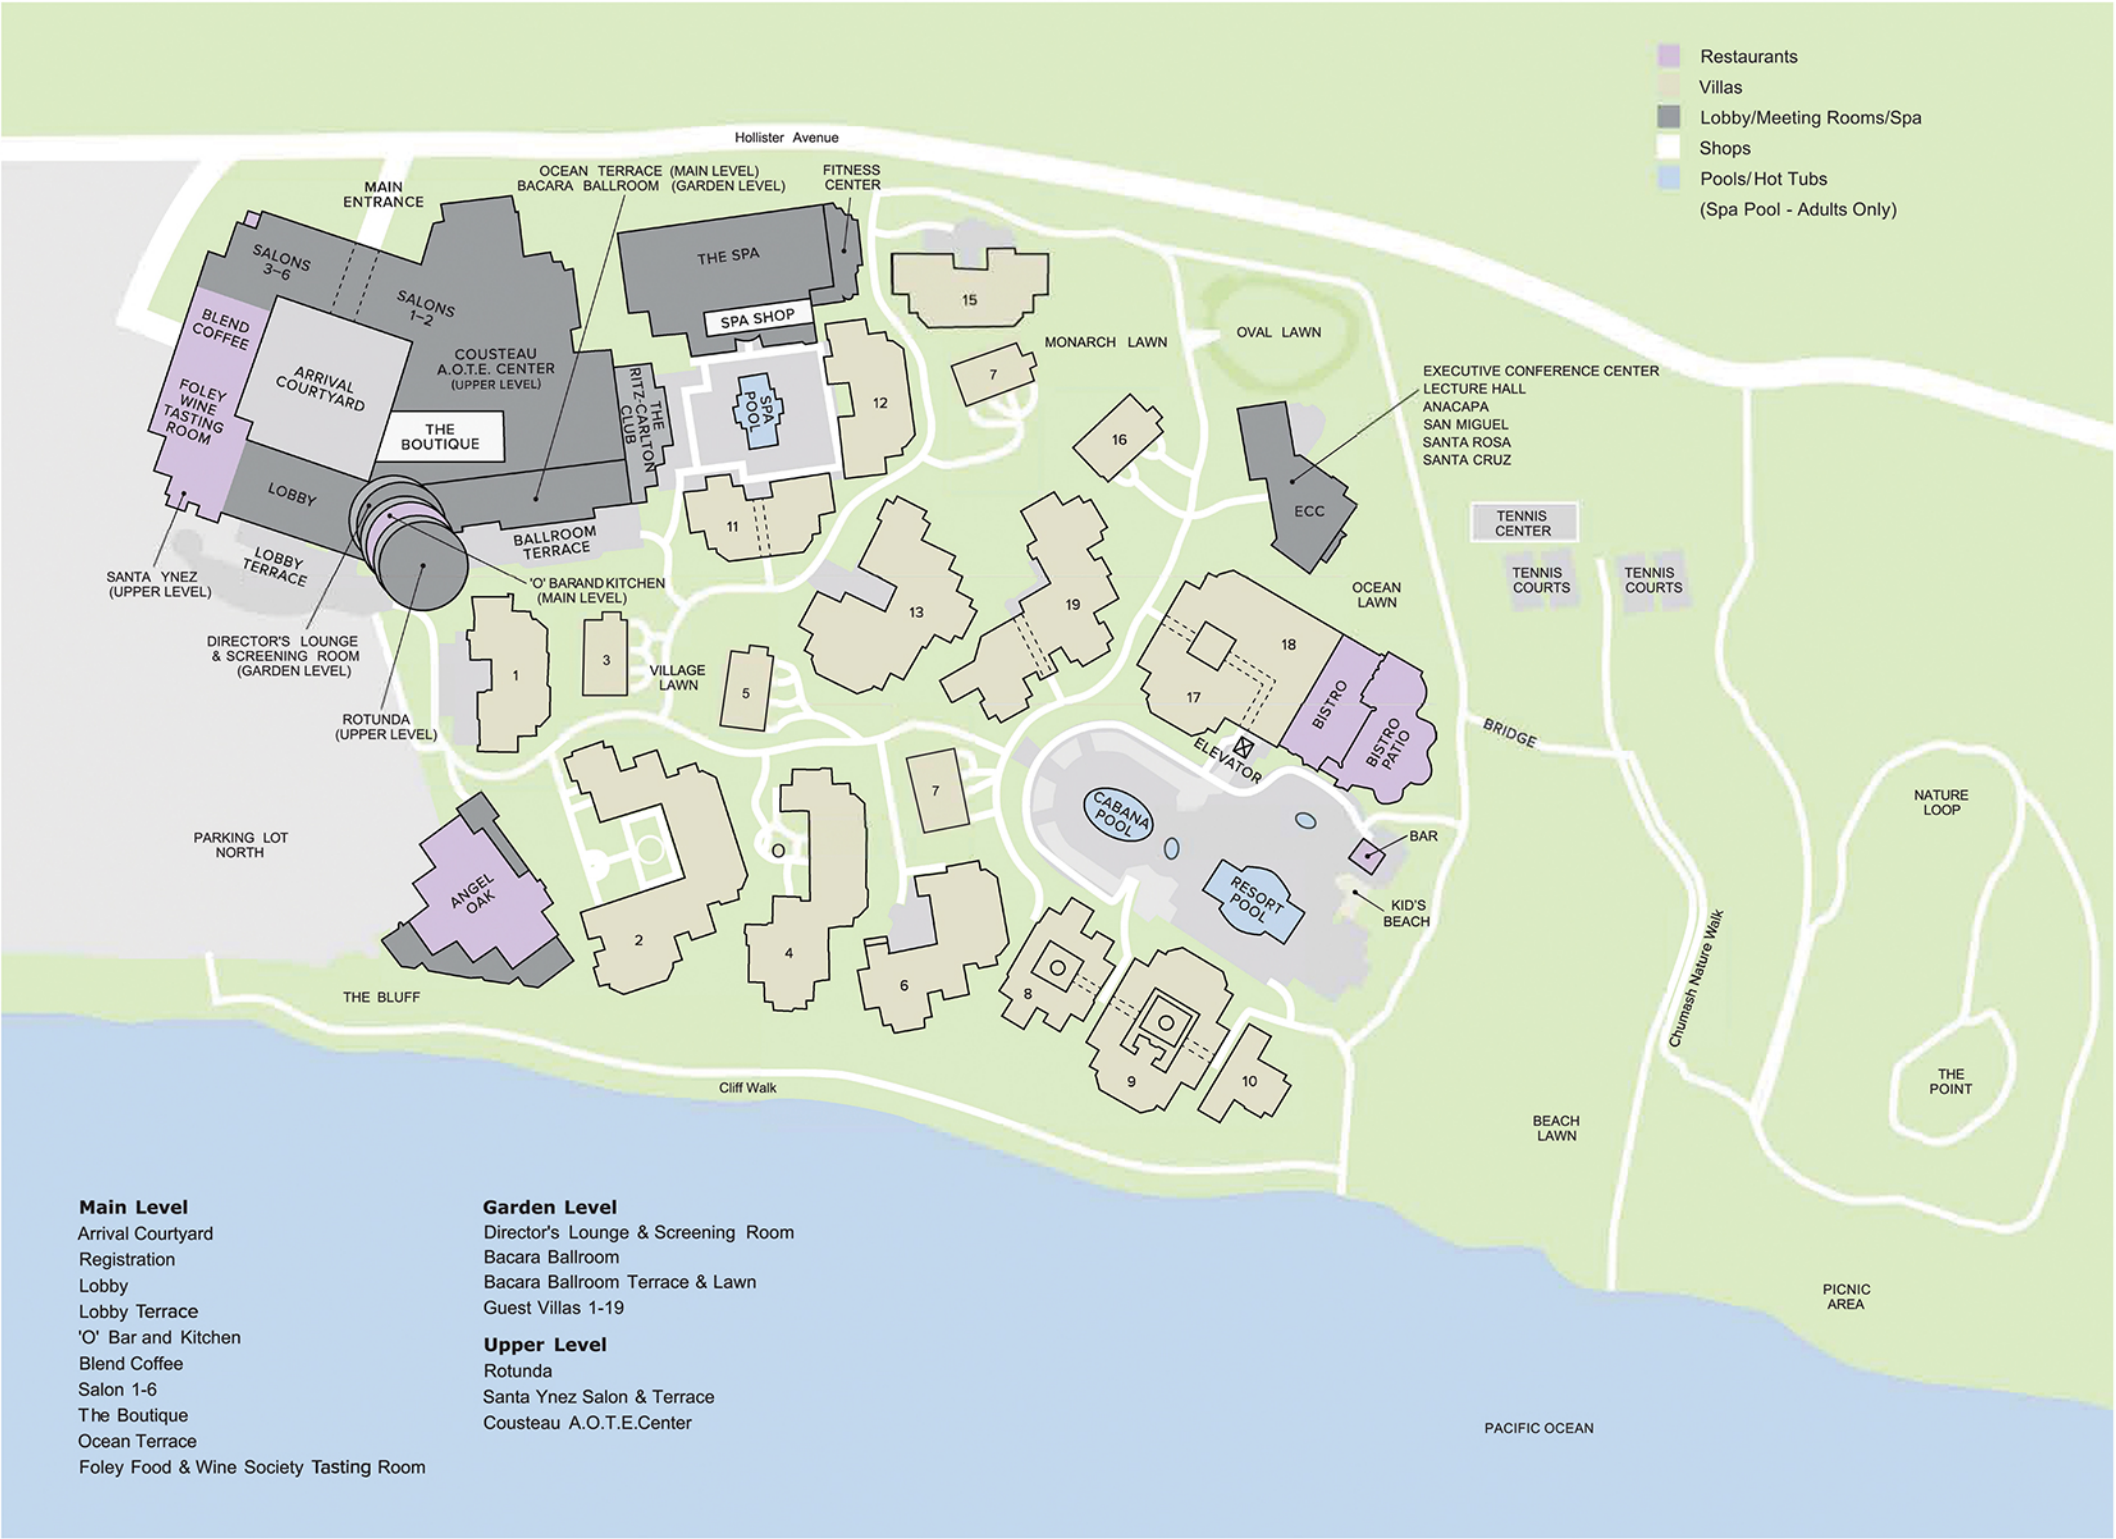 Restaurants
Villas
Lobby/Meeting Rooms/Spa
Shops
Pools/Hot Tubs
(Spa Pool - Adults Only)
Hollister Avenue
MAIN
ENTRANCE
OCEAN TERRACE (MAIN LEVEL)
BACARA BALLROOM (GARDEN LEVEL)
FITNESS
CENTER
SALONS
3–6
SALONS
1–2
THE SPA
SPA SHOP
BLEND
COFFEE
FOLEY
WINE
TASTING
ROOM
ARRIVAL
COURTYARD
COUSTEAU
A.O.T.E. CENTER
(UPPER LEVEL)
THE
BOUTIQUE
THE
RITZ-CARLTON
CLUB
SPA
POOL
LOBBY
LOBBY
TERRACE
BALLROOM
TERRACE
SANTA YNEZ
(UPPER LEVEL)
'O' BAR AND KITCHEN
(MAIN LEVEL)
DIRECTOR'S LOUNGE
& SCREENING ROOM
(GARDEN LEVEL)
ROTUNDA
(UPPER LEVEL)
15
12
7
MONARCH LAWN
OVAL LAWN
16
11
EXECUTIVE CONFERENCE CENTER
LECTURE HALL
ANACAPA
SAN MIGUEL
SANTA ROSA
SANTA CRUZ
ECC
TENNIS
CENTER
TENNIS
COURTS
TENNIS
COURTS
OCEAN
LAWN
13
19
1
3
VILLAGE
LAWN
5
18
17
BISTRO
BISTRO
PATIO
ELEVATOR
BRIDGE
CABANA
POOL
RESORT
POOL
BAR
KID'S
BEACH
7
NATURE
LOOP
PARKING LOT
NORTH
ANGEL
OAK
2
4
6
8
9
10
THE BLUFF
Cliff Walk
Chumash Nature Walk
THE
POINT
BEACH
LAWN
PICNIC
AREA
PACIFIC OCEAN
Main Level
Arrival Courtyard
Registration
Lobby
Lobby Terrace
'O' Bar and Kitchen
Blend Coffee
Salon 1-6
The Boutique
Ocean Terrace
Foley Food & Wine Society Tasting Room
Garden Level
Director's Lounge & Screening Room
Bacara Ballroom
Bacara Ballroom Terrace & Lawn
Guest Villas 1-19
Upper Level
Rotunda
Santa Ynez Salon & Terrace
Cousteau A.O.T.E.Center